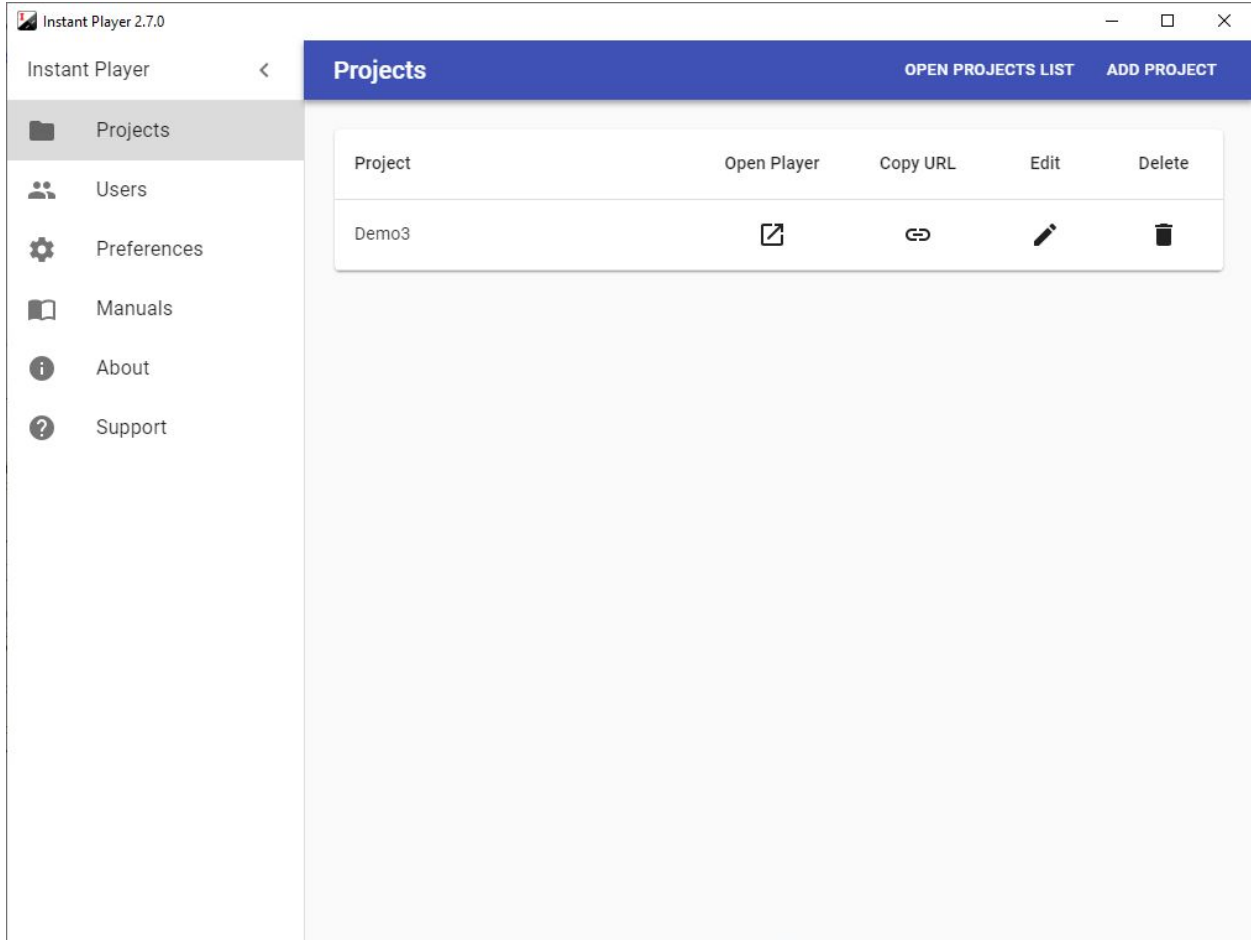 Instant Player 2.7.0
Instant Player
Projects
OPEN PROJECTS LIST
ADD PROJECT
Projects
Users
Preferences
Manuals
About
Support
Project Open Player Copy URL Edit Delete
Demo3